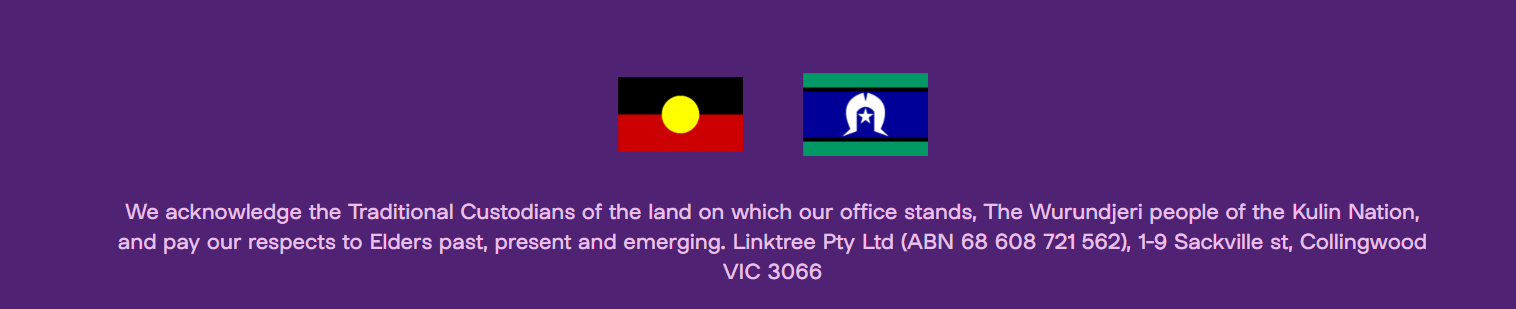 We acknowledge the Traditional Custodians of the land on which our office stands, The Wurundjeri people of the Kulin Nation,
and pay our respects to Elders past, present and emerging. Linktree Pty Ltd (ABN 68 608 721 562), 1-9 Sackville st, Collingwood
VIC 3066